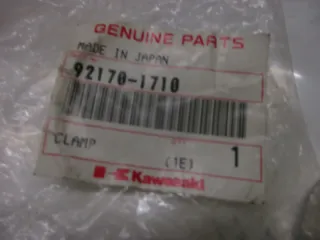 GENUINE PARTS
MADE IN JAPAN
92170-1710
CLAMP
1
(1E)
Kawasaki